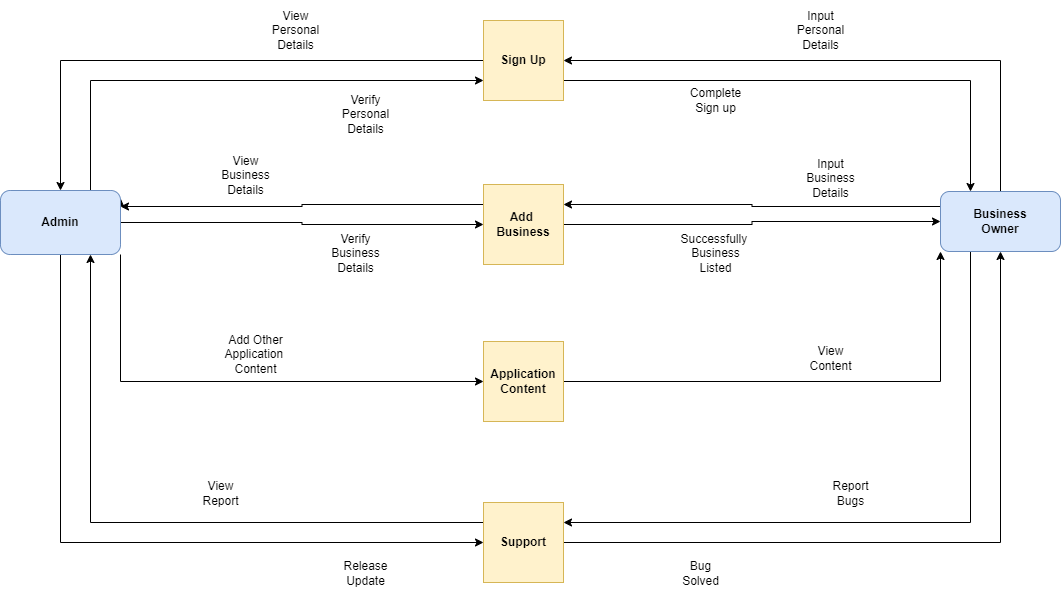 View
Personal
Details
Input
Personal
Details
Sign Up
Verify
Personal
Details
Complete
Sign up
View
Business
Details
Input
Business
Details
Admin
Add
Business
Business
Owner
Verify
Business
Details
Successfully
Business
Listed
Add Other
Application
Content
View
Content
Application
Content
View
Report
Report
Bugs
Support
Release
Update
Bug
Solved